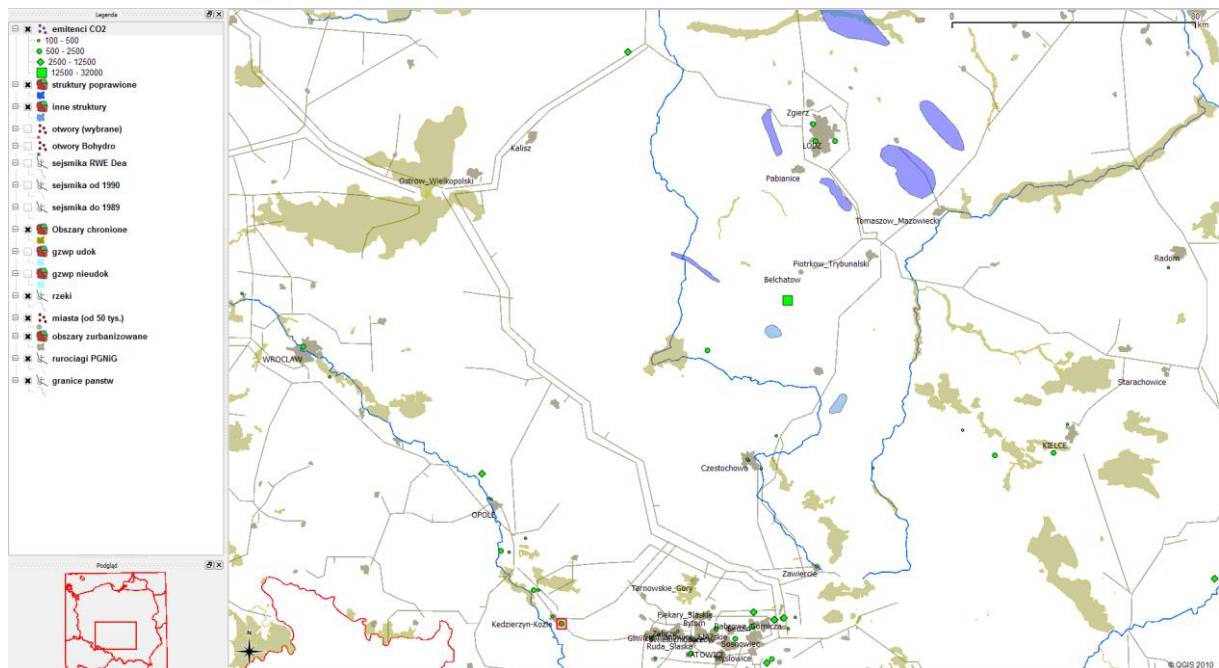 Legenda
emitenci CO2
100 - 500
500 - 2500
2500 - 12500
12500 - 32000
struktury poprawione
inne struktury
otwory (wybrane)
otwory Bohydro
sejsmika RWE Dea
sejsmika od 1990
sejsmika do 1989
Obszary chronione
gzwp udok
gzwp nieudok
rzeki
miasta (od 50 tys.)
obszary zurbanizowane
rurociagi PGNiG
granice panstw
Podgląd
0 80
km
Zgierz
LODZ
Kalisz
Pabianice
Ostrow_Wielkopolski
Tomaszow_Mazowiecki
Piotrkow_Trybunalski
Radom
Belchatow
WROCLAW
Starachowice
KIELCE
Czestochowa
OPOLE
Zawiercie
Tarnowskie_Gory
Kedzierzyn-Kozle
Piekary_Slaskie
Bytom
Dabrowa_Gornicza
Sosnowiec
Ruda_Slaska
KATOWICE
Myslowice
N
©QGIS 2010